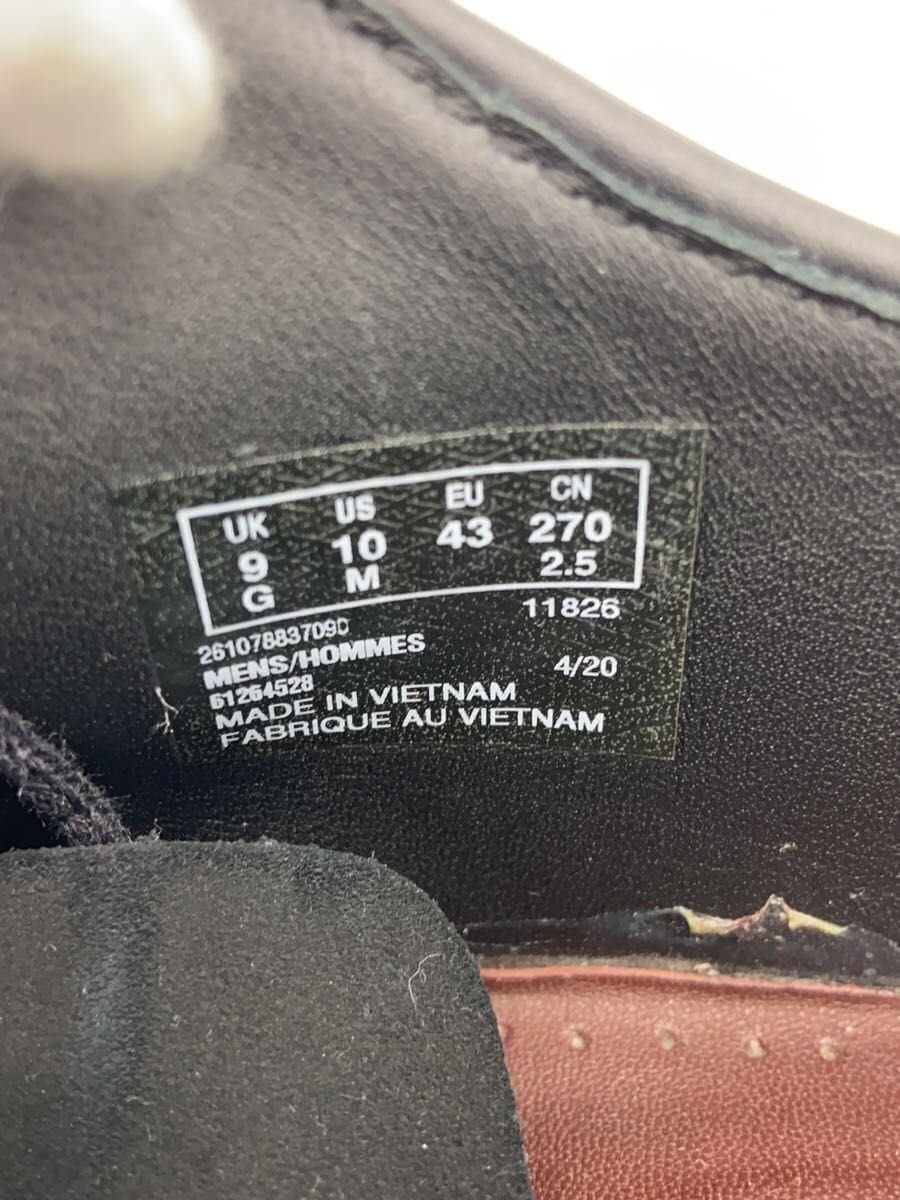 UK US EU CN
9 10 43 270
G M 2.5
11826
261078837090
MENS/HOMMES
4/20
61264528
MADE IN VIETNAM
FABRIQUE AU VIETNAM